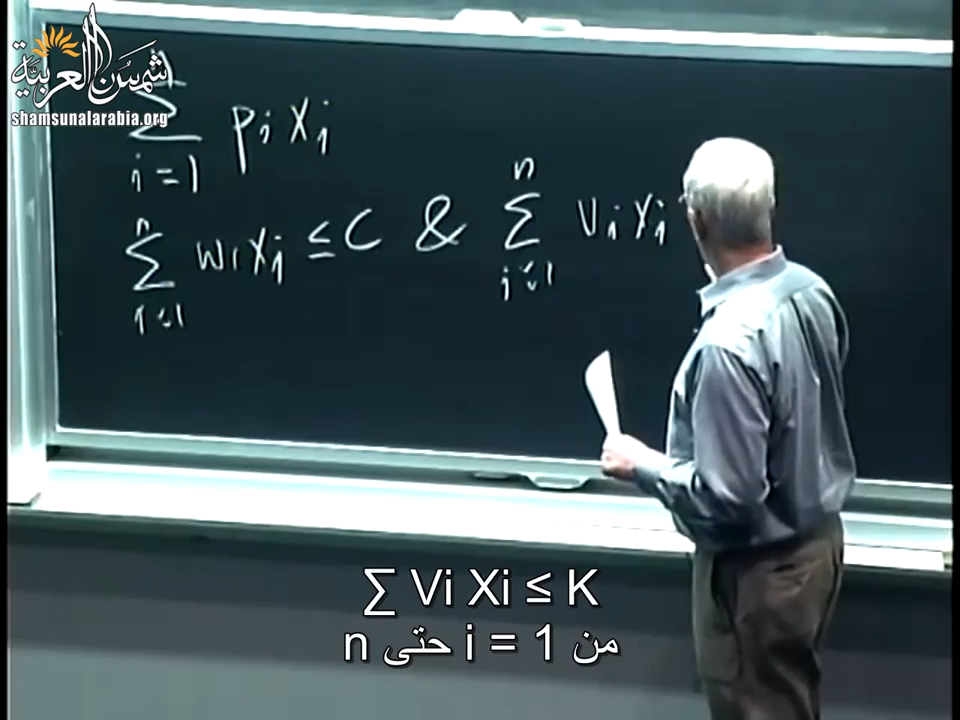 شمس العربية
shamsunalarabia.org
n
∑ pi xi
i=1
n
∑ wi xi ≤ C & ∑ vi xi
i=1
n
i=1
∑ Vi Xi ≤ K
من i = 1 حتى n